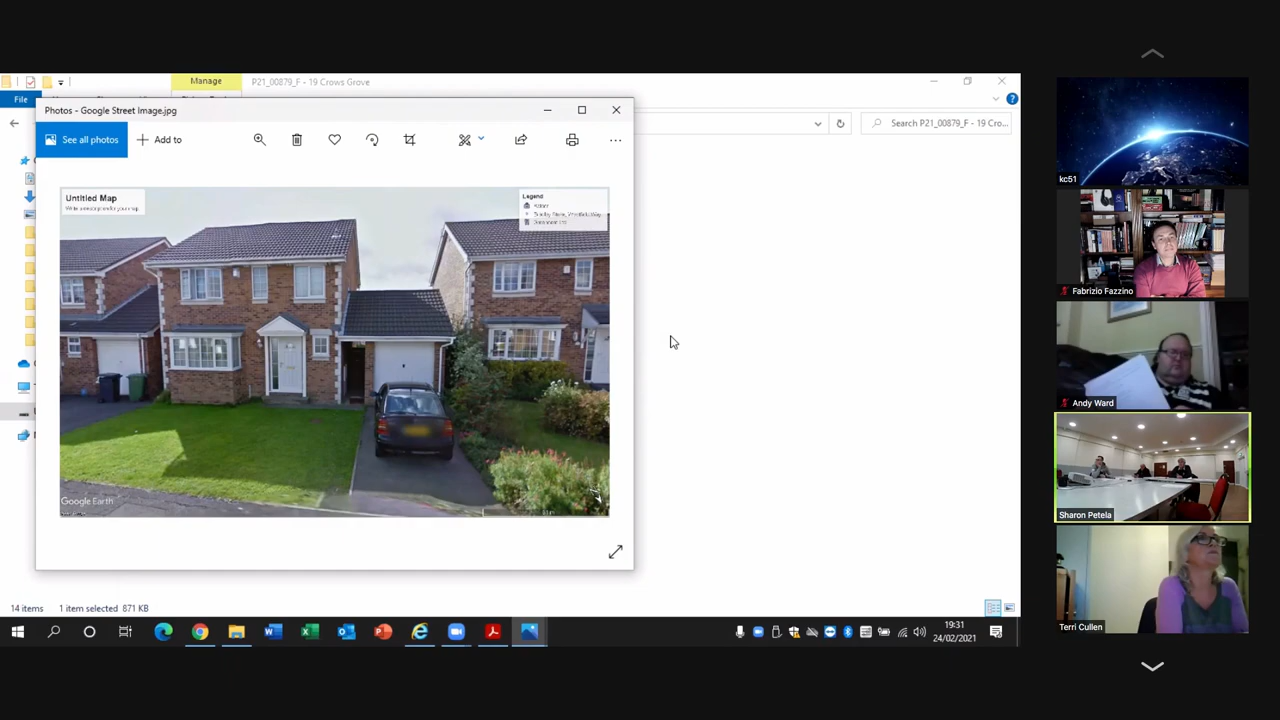 Manage
P21_00879_F - 19 Crows Grove
File
Photos - Google Street Image.jpg
See all photos
Add to
Search P21_00879_F - 19 Cro...
Untitled Map
Legend
Google Earth
14 items
1 item selected 871 KB
19:31
24/02/2021
kc51
Fabrizio Fazzino
Andy Ward
Sharon Petela
Terri Cullen